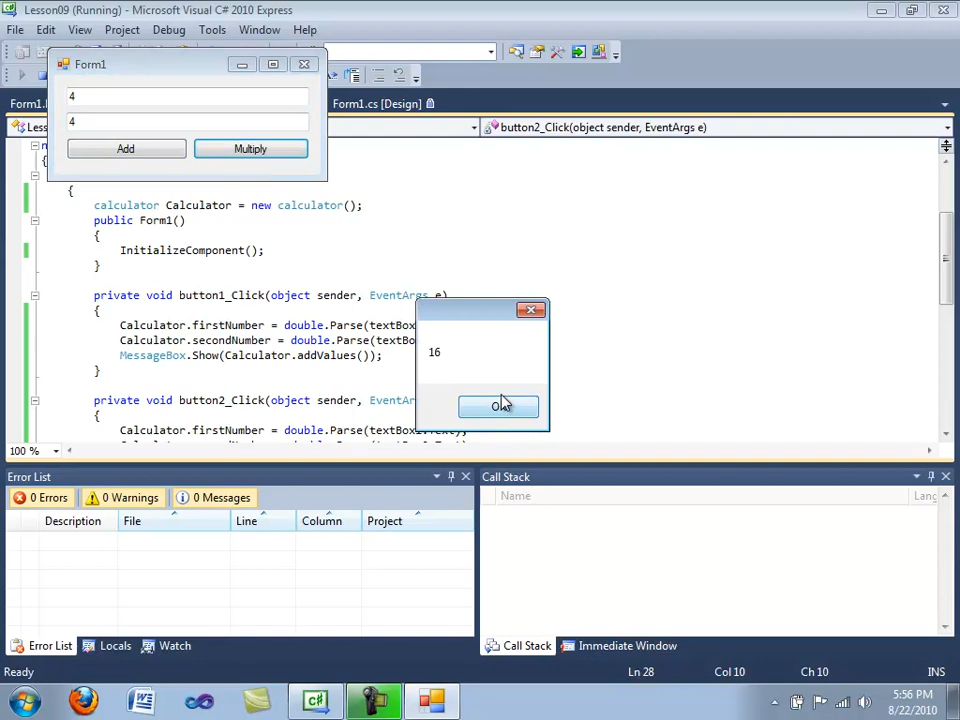 Lesson09 (Running) - Microsoft Visual C# 2010 Express
File Edit View Project Debug Tools Window Help
Form1
Form1. Form1.cs [Design]
4
4
Less button2_Click(object sender, EventArgs e)
Add Multiply
{
{
calculator Calculator = new calculator();
public Form1()
{
InitializeComponent();
}
private void button1_Click(object sender, EventArgs e)
{
Calculator.firstNumber = double.Parse(textBox
Calculator.secondNumber = double.Parse(textBo
MessageBox.Show(Calculator.addValues());
}
16
private void button2_Click(object sender, EventAr
{
Calculator.firstNumber = double.Parse(textBox1.Text);
100 %
Error List Call Stack
0 Errors 0 Warnings 0 Messages
Name Lang
Description File Line Column Project
Error List Locals Watch Call Stack Immediate Window
Ready Ln 28 Col 10 Ch 10 INS
5:56 PM
8/22/2010